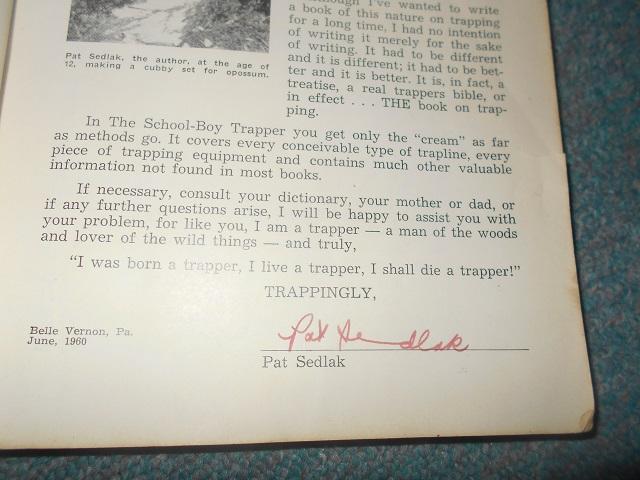 Although I've wanted to write
a book of this nature on trapping
for a long time, I had no intention
of writing it merely for the sake
of writing. It had to be different
and it is different; it had to be bet-
ter and it is better. It is, in fact, a
treatise, a real trappers bible, or
in effect . . . THE book on trap-
ping.
Pat Sedlak, the author, at the age of
12, making a cubby set for opossum.
In The School-Boy Trapper you get only the "cream" as far
as methods go. It covers every conceivable type of trapline, every
piece of trapping equipment and contains much other valuable
information not found in most books.
If necessary, consult your dictionary, your mother or dad, or
if any further questions arise, I will be happy to assist you with
your problem, for like you, I am a trapper — a man of the woods
and lover of the wild things — and truly,
"I was born a trapper, I live a trapper, I shall die a trapper!"
TRAPPINGLY,
Pat Sedlak
Pat Sedlak
Belle Vernon, Pa.
June, 1960